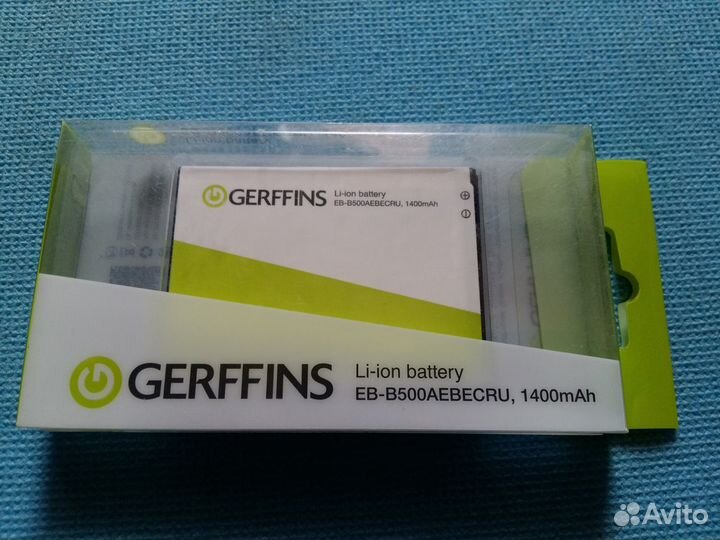 GERFFINS
Li-ion battery
EB-B500AEBECRU, 1400mAh
GERFFINS
Li-ion battery
EB-B500AEBECRU, 1400mAh
Avito